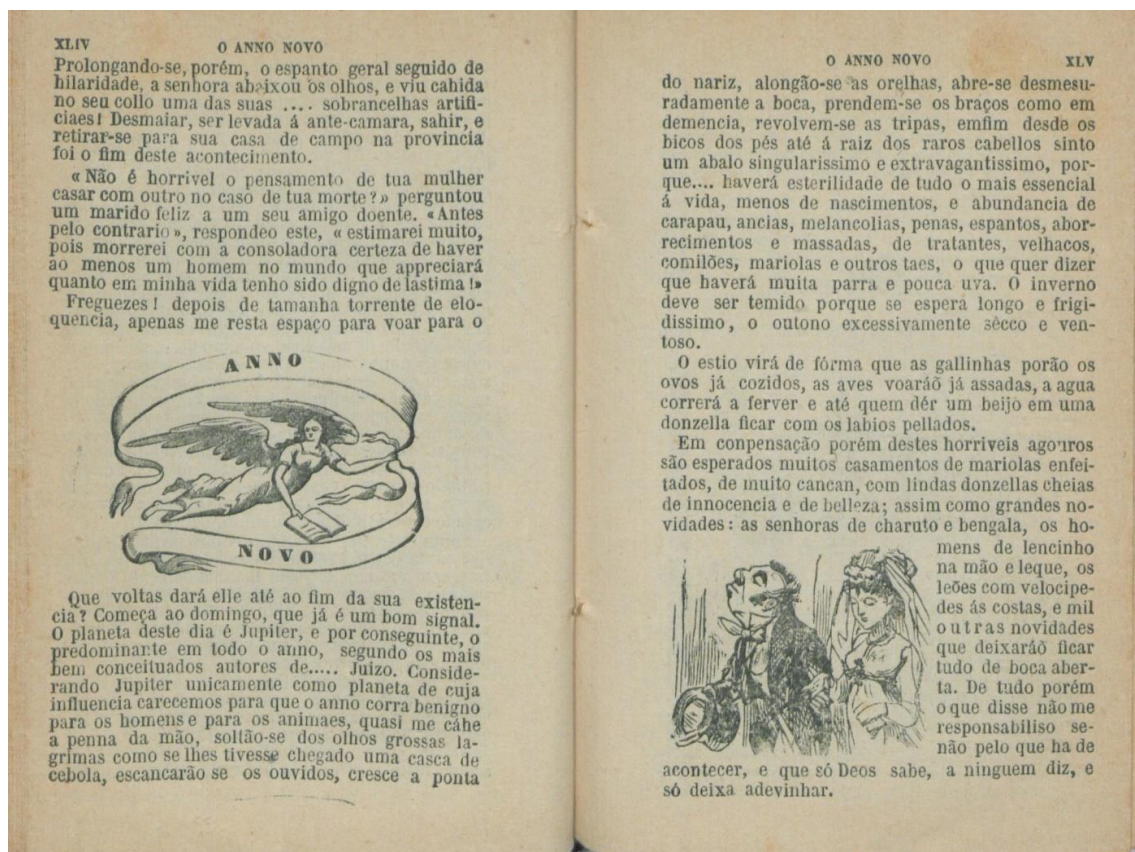 XLIV O ANNO NOVO
Prolongando-se, porém, o espanto geral seguido de
hilaridade, a senhora abaixou os olhos, e viu cahida
no seu collo uma das suas .... sobrancelhas artifi-
ciaes! Desmaiar, ser levada á ante-camara, sahir, e
retirar-se para sua casa de campo na provincia
foi o fim deste acontecimento.
«Não é horrivel o pensamento de tua mulher
casar com outro no caso de tua morte?» perguntou
um marido feliz a um seu amigo doente. «Antes
pelo contrario», respondeo este, «estimarei muito,
pois morrerei com a consoladora certeza de haver
ao menos um homem no mundo que appreciará
quanto em minha vida tenho sido digno de lastima!»
Freguezes! depois de tamanha torrente de elo-
quencia, apenas me resta espaço para voar para o
ANNO
NOVO
Que voltas dará elle até ao fim da sua existen-
cia? Começa ao domingo, que já é um bom signal.
O planeta deste dia é Jupiter, e por conseguinte, o
predominante em todo o anno, segundo os mais
bem conceituados autores de..... Juizo. Conside-
rando Jupiter unicamente como planeta de cuja
influencia carecemos para que o anno corra benigno
para os homens e para os animaes, quasi me cáhe
a penna da mão, soltão-se dos olhos grossas la-
grimas como se lhes tivesse chegado uma casca de
cebola, escancarão se os ouvidos, cresce a ponta
O ANNO NOVO XLV
do nariz, alongão-se as orelhas, abre-se desmesu-
radamente a boca, prendem-se os braços como em
demencia, revolvem-se as tripas, emfim desde os
bicos dos pés até á raiz dos raros cabellos sinto
um abalo singularissimo e extravagantissimo, por-
que.... haverá esterilidade de tudo o mais essencial
á vida, menos de nascimentos, e abundancia de
carapau, ancias, melancolias, penas, espantos, abor-
recimentos e massadas, de tratantes, velhacos,
comilões, mariolas e outros taes, o que quer dizer
que haverá muita parra e pouca uva. O inverno
deve ser temido porque se espera longo e frigi-
dissimo, o outono excessivamente sêcco e ven-
toso.
O estio virá de fórma que as gallinhas porão os
ovos já cozidos, as aves voaráõ já assadas, a agua
correrá a ferver e até quem dér um beijo em uma
donzella ficar com os labios pellados.
Em conpensação porém destes horriveis agouros
são esperados muitos casamentos de mariolas enfei-
tados, de muito cancan, com lindas donzellas cheias
de innocencia e de belleza; assim como grandes no-
vidades: as senhoras de charuto e bengala, os ho-
mens de lencinho
na mão e leque, os
leões com velocipe-
des ás costas, e mil
outras novidades
que deixaráõ ficar
tudo de boca aber-
ta. De tudo porém
o que disse não me
responsabiliso se-
não pelo que ha de
acontecer, e que só Deos sabe, a ninguem diz, e
só deixa adevinhar.